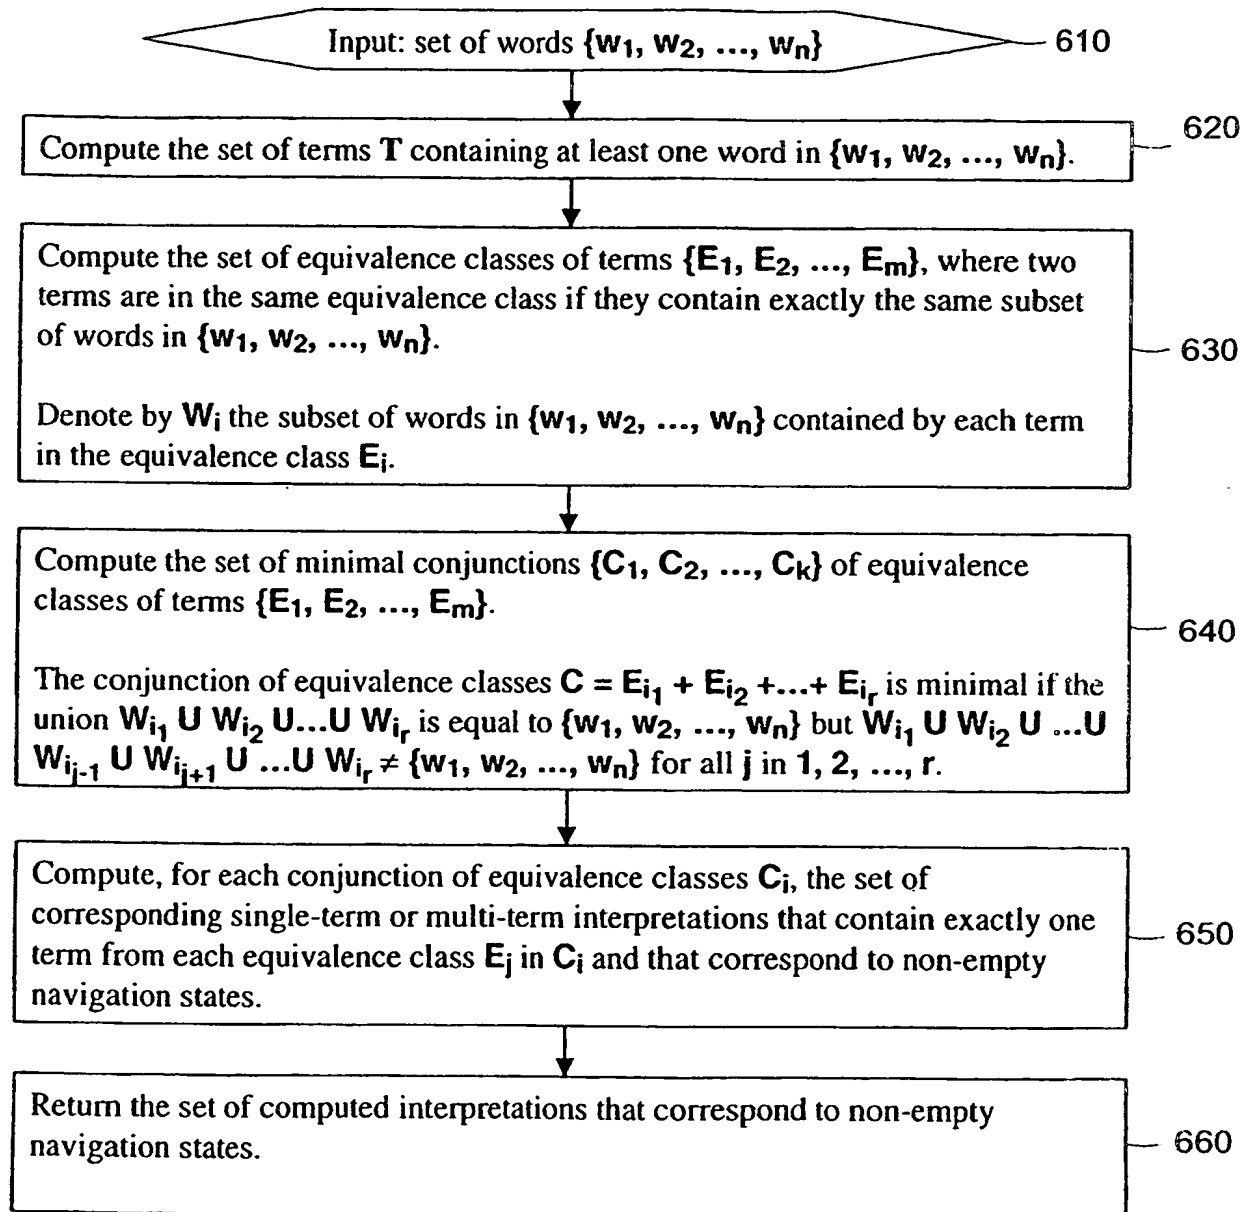 Input: set of words {w1, w2, ..., wn}
610
620
Compute the set of terms T containing at least one word in {w1, w2, ..., wn}.
Compute the set of equivalence classes of terms {E1, E2, ..., Em}, where two
terms are in the same equivalence class if they contain exactly the same subset
of words in {w1, w2, ..., wn}.
630
Denote by Wi the subset of words in {w1, w2, ..., wn} contained by each term
in the equivalence class Ei.
Compute the set of minimal conjunctions {C1, C2, ..., Ck} of equivalence
classes of terms {E1, E2, ..., Em}.
640
The conjunction of equivalence classes C = Ei1 + Ei2 +...+ Eir is minimal if the
union Wi1 U Wi2 U...U Wir is equal to {w1, w2, ..., wn} but Wi1 U Wi2 U ...U
Wij-1 U Wij+1 U ...U Wir ≠ {w1, w2, ..., wn} for all j in 1, 2, ..., r.
Compute, for each conjunction of equivalence classes Ci, the set of
corresponding single-term or multi-term interpretations that contain exactly one
term from each equivalence class Ej in Ci and that correspond to non-empty
navigation states.
650
Return the set of computed interpretations that correspond to non-empty
navigation states.
660